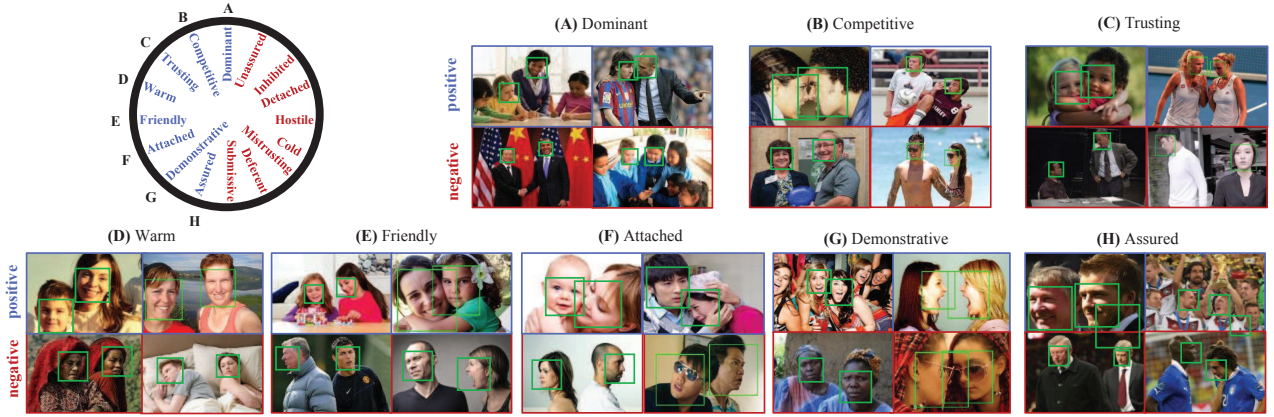 A
B
C
D
E
F
G
H
Dominant
Competitive
Trusting
Warm
Friendly
Attached
Demonstrative
Assured
Submissive
Deferent
Mistrusting
Cold
Hostile
Detached
Inhibited
Unassured
(A) Dominant
(B) Competitive
(C) Trusting
positive
negative
(D) Warm
(E) Friendly
(F) Attached
(G) Demonstrative
(H) Assured
positive
negative